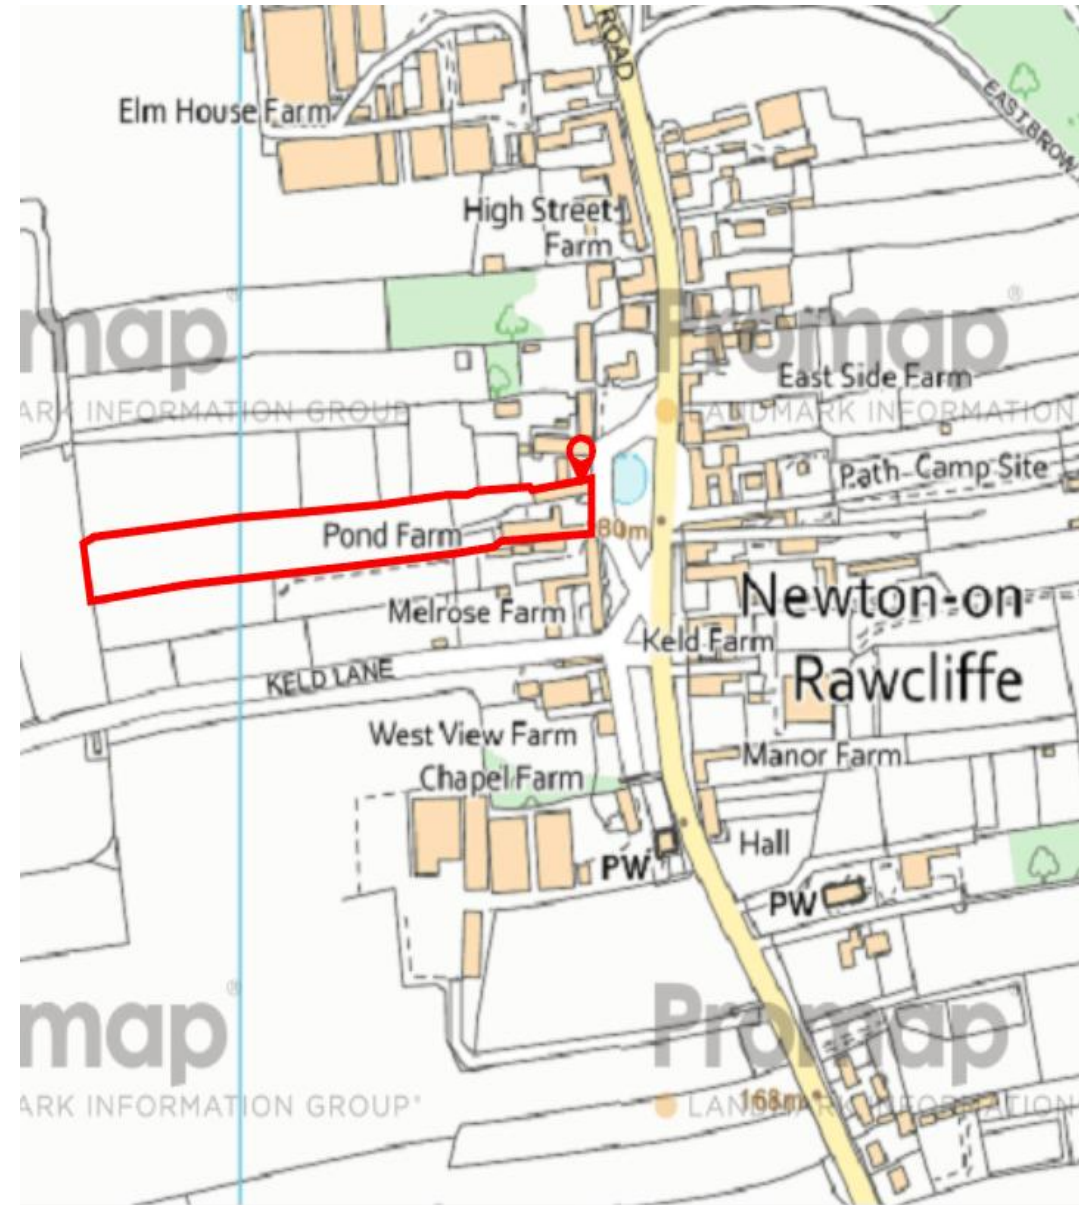 ROAD
Elm House Farm
EAST BROW
High Street
Farm
map®
Promap®
East Side Farm
ARK INFORMATION GROUP
LANDMARK INFORMATION
Path
Camp Site
Pond Farm
80m
Melrose Farm
Newton-on
Keld Farm
Rawcliffe
KELD LANE
West View Farm
Manor Farm
Chapel Farm
Hall
PW
PW
map®
Promap
168m
ARK INFORMATION GROUP
LANDMARK INFORMATION